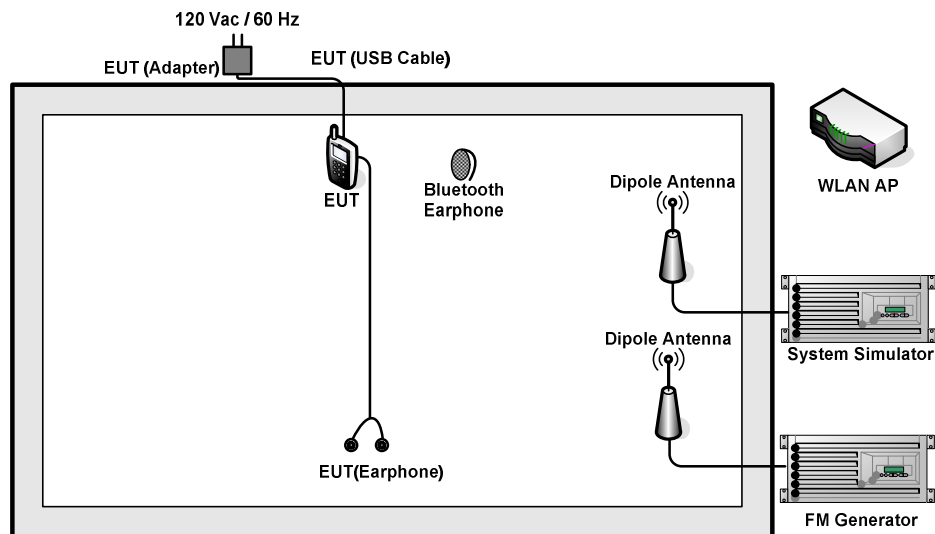 120 Vac / 60 Hz
EUT (Adapter)
EUT (USB Cable)
EUT
Bluetooth
Earphone
Dipole Antenna
WLAN AP
Dipole Antenna
System Simulator
EUT(Earphone)
FM Generator